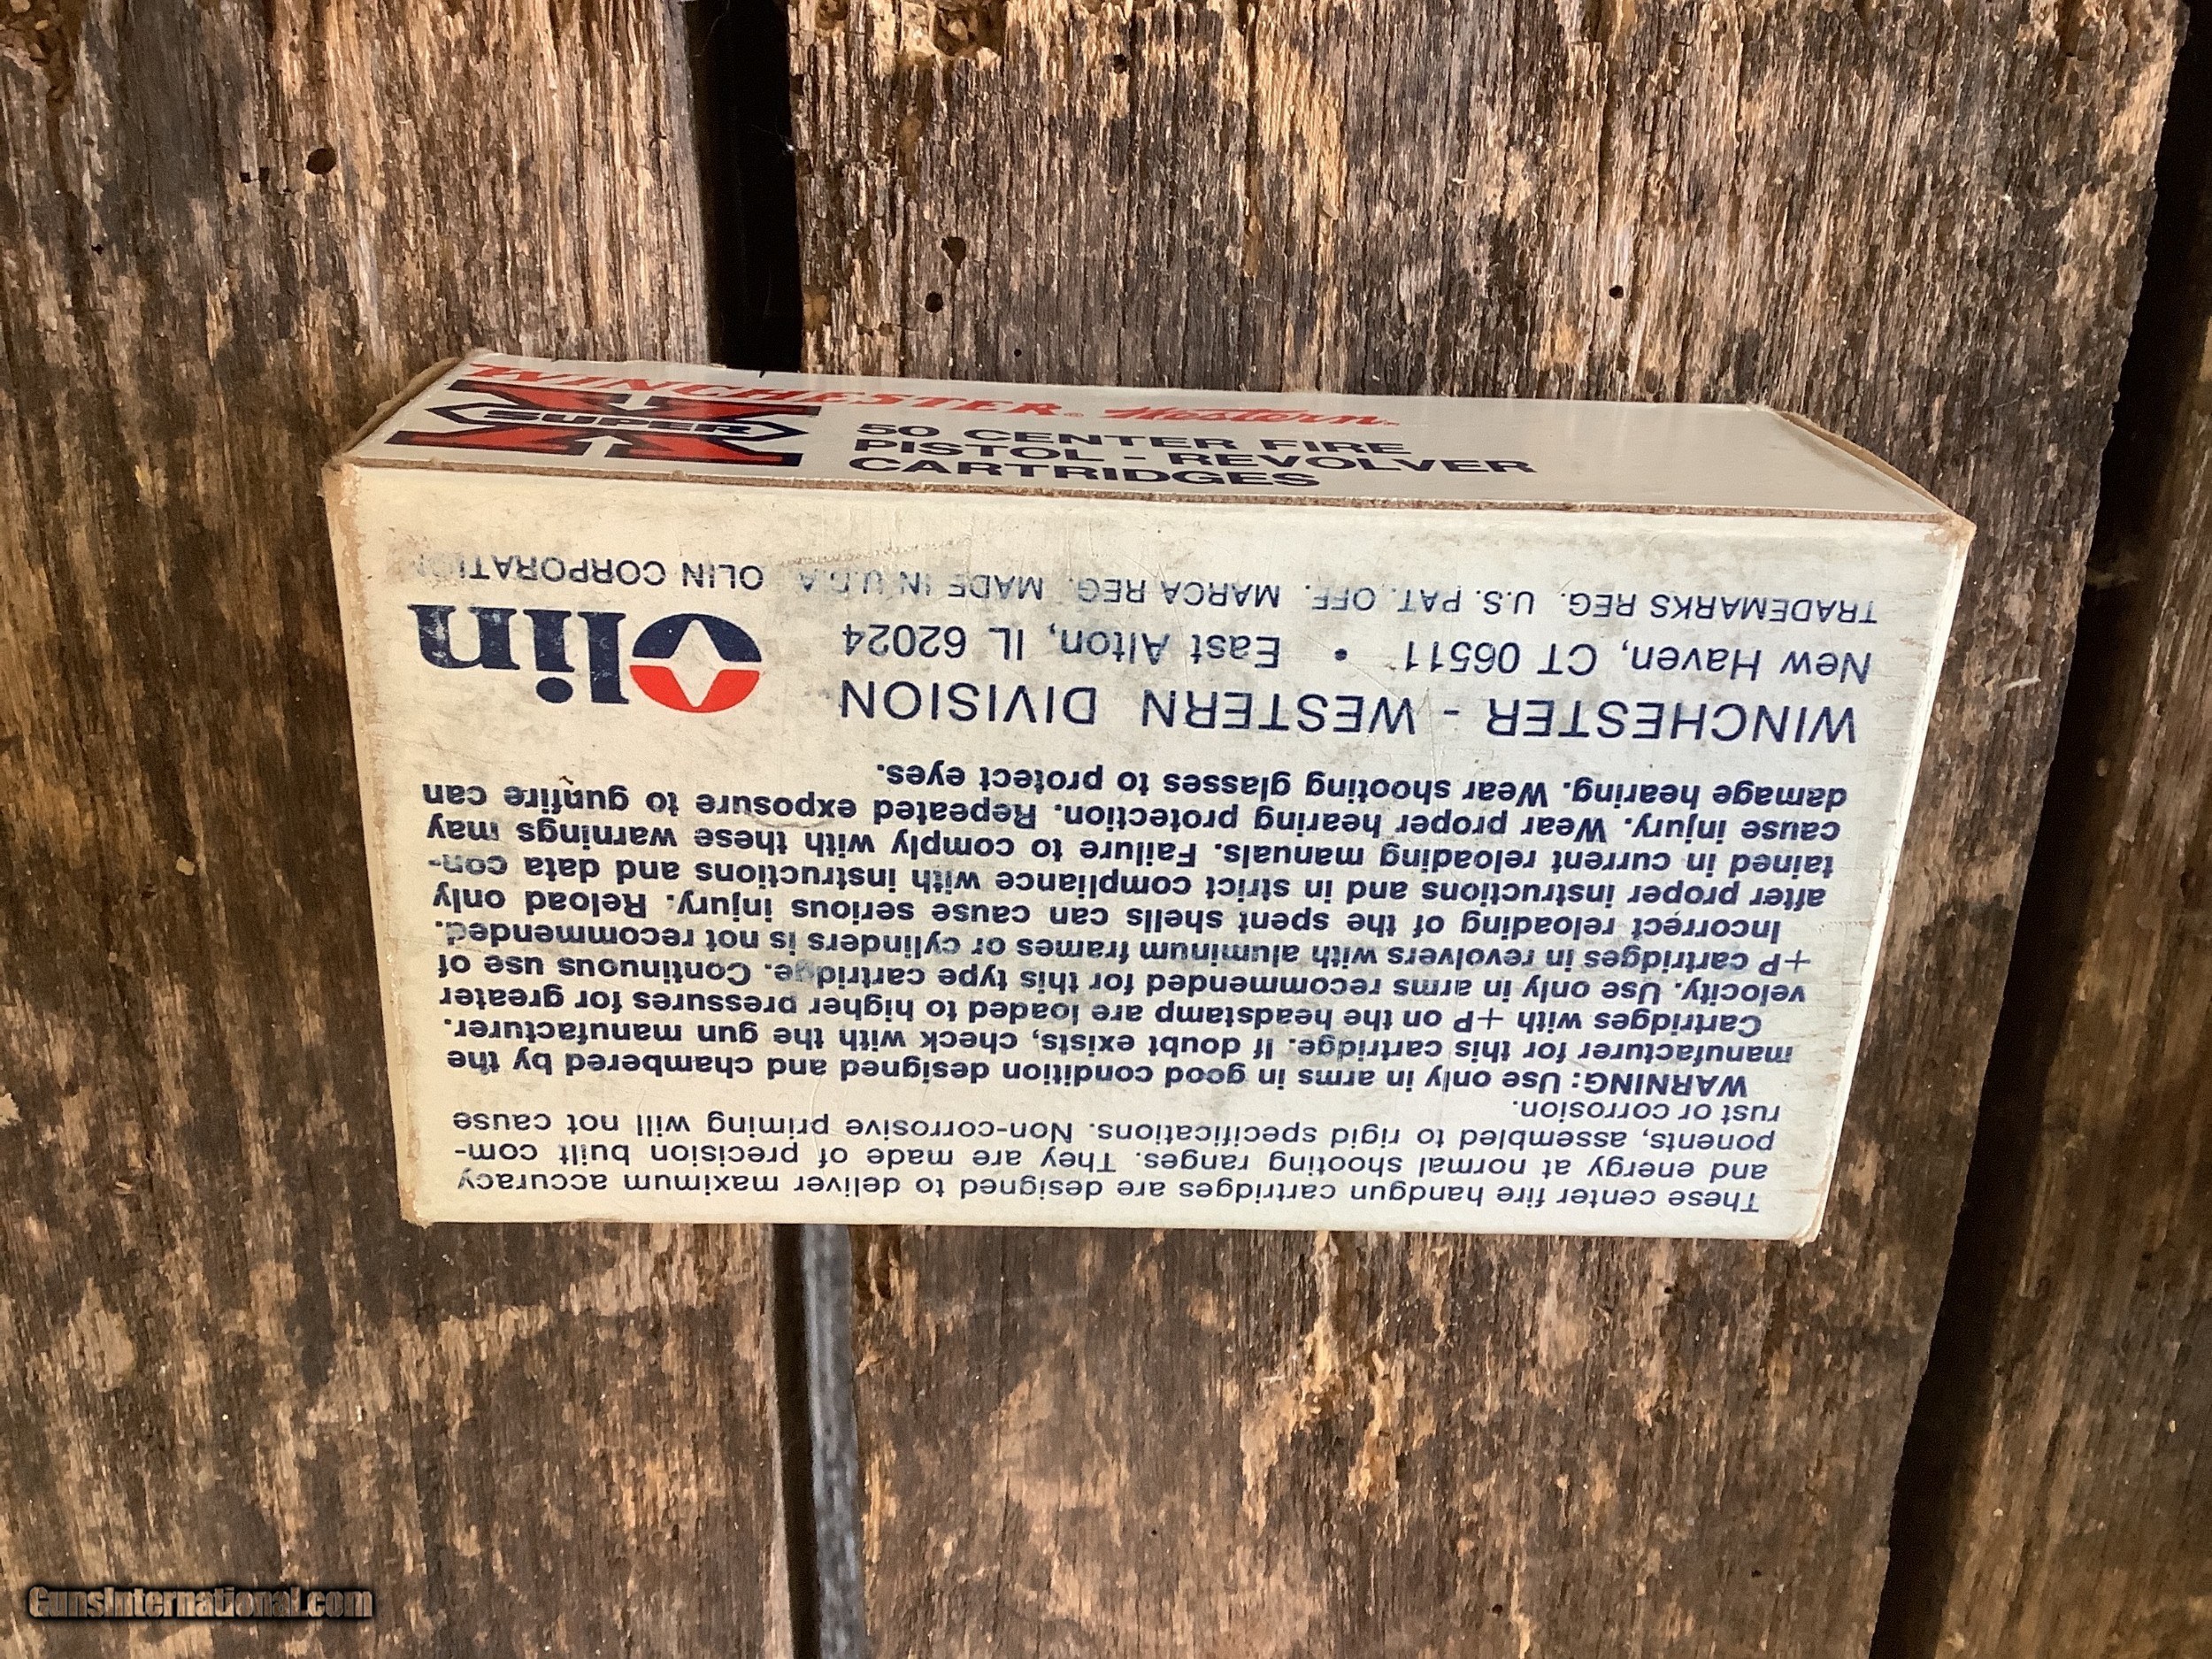 WINCHESTER® Western®
SUPER X
50 CENTER FIRE
PISTOL - REVOLVER
CARTRIDGES
These center fire handgun cartridges are designed to deliver maximum accuracy
and energy at normal shooting ranges. They are made of precision built com-
ponents, assembled to rigid specifications. Non-corrosive priming will not cause
rust or corrosion.
WARNING: Use only in arms in good condition designed and chambered by the
manufacturer for this cartridge. If doubt exists, check with the gun manufacturer.
Cartridges with +P on the headstamp are loaded to higher pressures for greater
velocity. Use only in arms recommended for this type cartridge. Continuous use of
+P cartridges in revolvers with aluminum frames or cylinders is not recommended.
Incorrect reloading of the spent shells can cause serious injury. Reload only
after proper instructions and in strict compliance with instructions and data con-
tained in current reloading manuals. Failure to comply with these warnings may
cause injury. Wear proper hearing protection. Repeated exposure to gunfire can
damage hearing. Wear shooting glasses to protect eyes.
WINCHESTER - WESTERN DIVISION
New Haven, CT 06511 • East Alton, IL 62024
Olin
TRADEMARKS REG. U.S. PAT. OFF. MARCA REG. MADE IN U.S.A. OLIN CORPORATION
GunsInternational.com